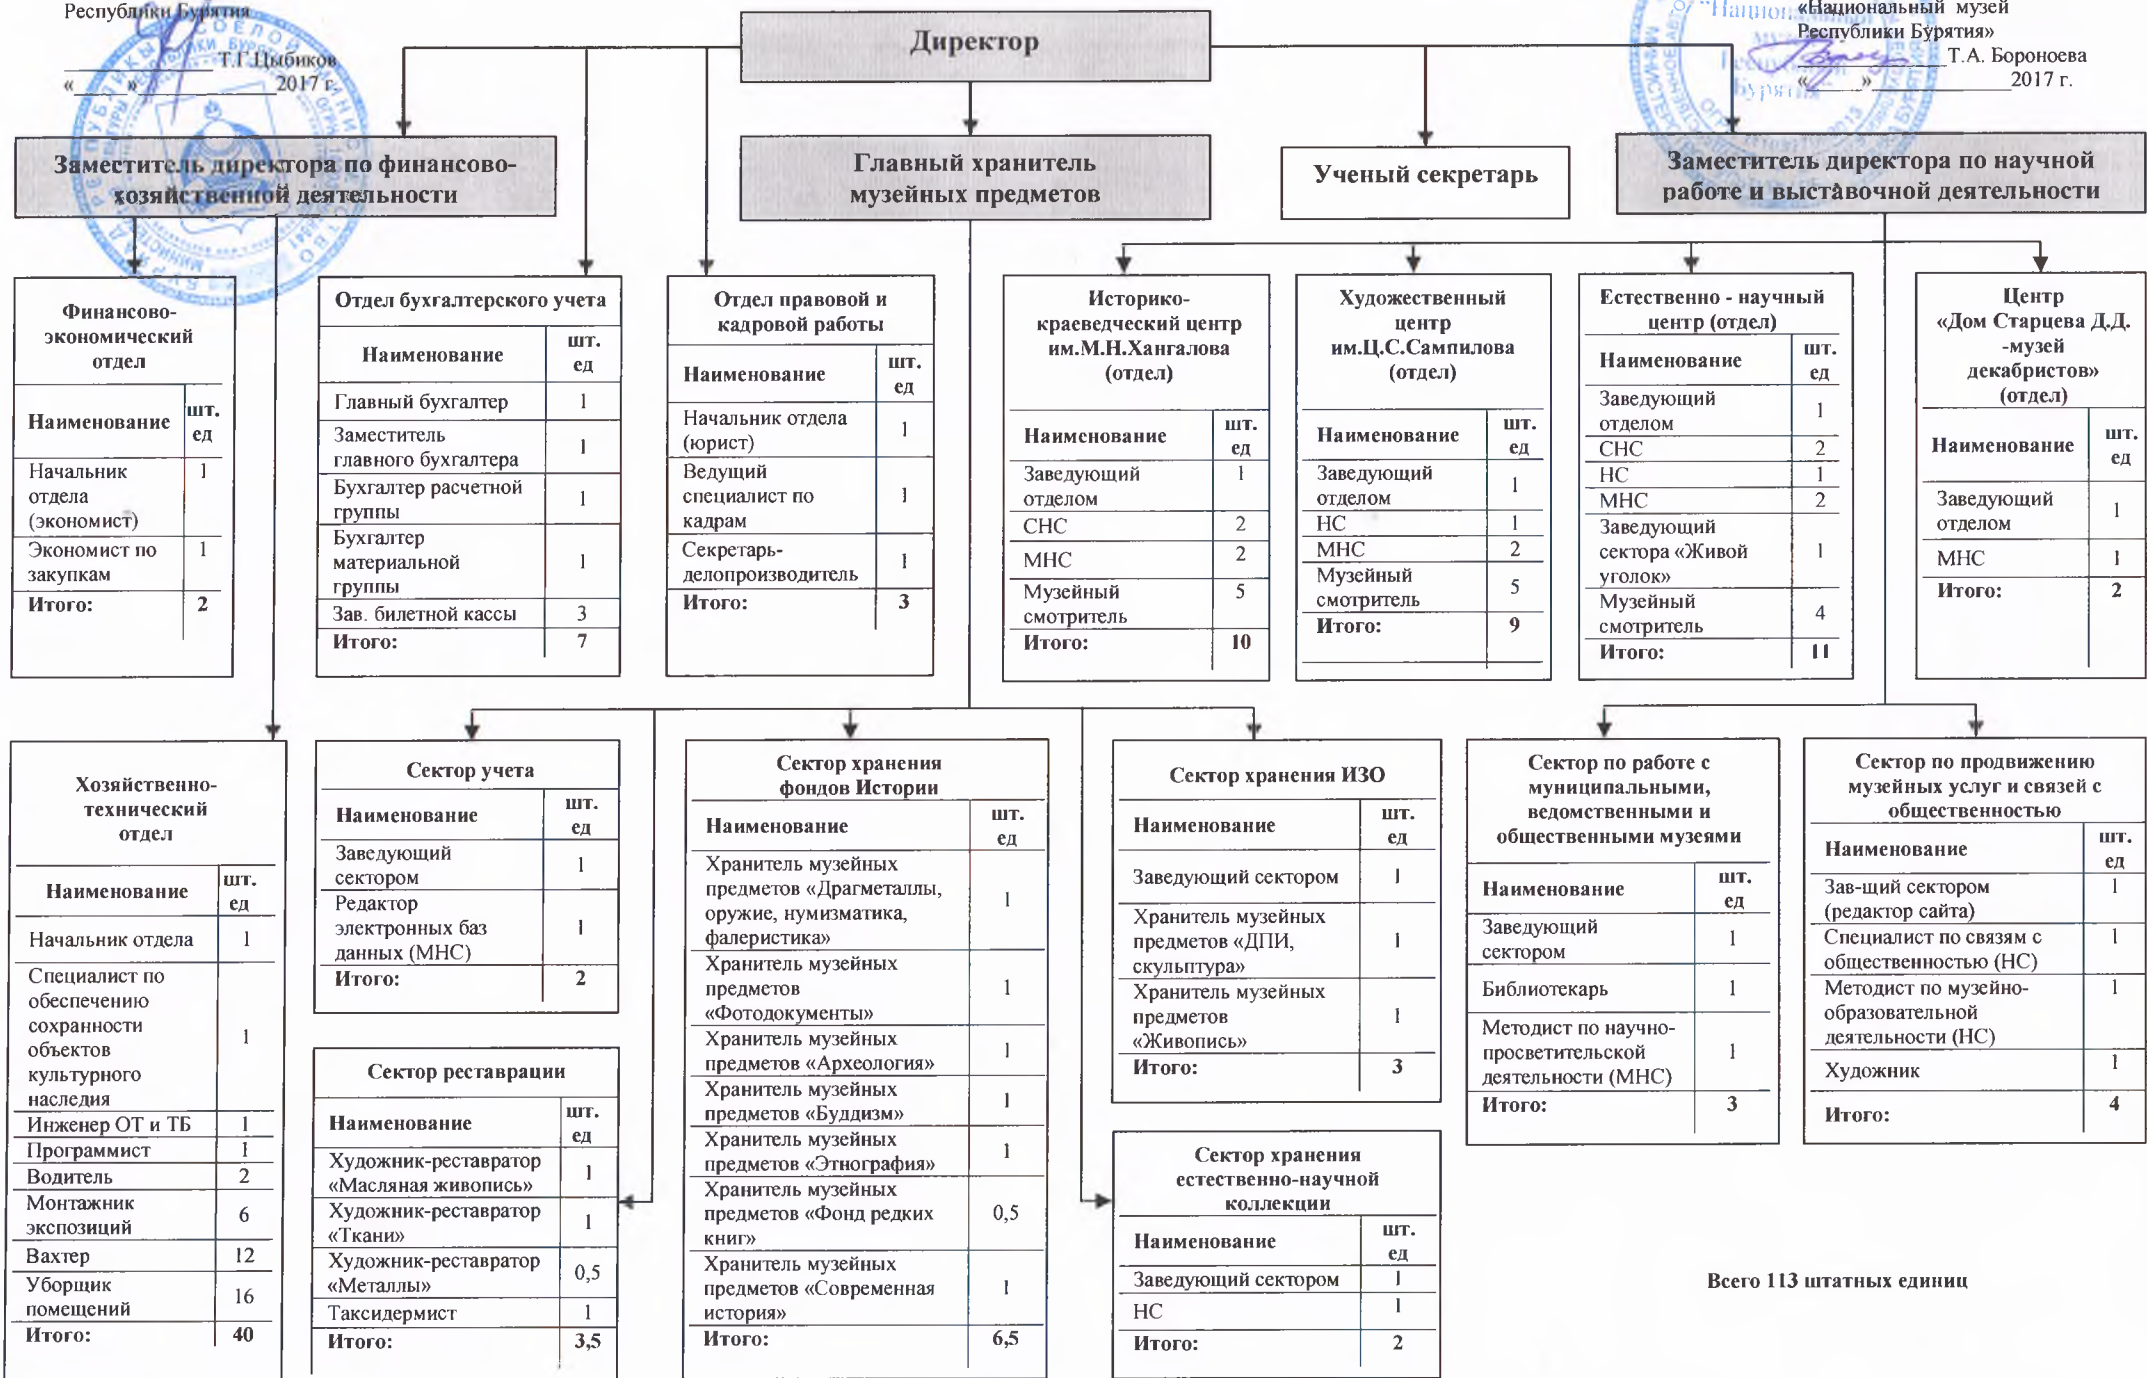 Республики Бурятия
Т.Г.Цыбиков
«      »                 2017 г.
«Национальный музей
Республики Бурятия»
Т.А. Бороноева
«      »                 2017 г.
Директор
Заместитель директора по финансово-
хозяйственной деятельности
Главный хранитель
музейных предметов
Ученый секретарь
Заместитель директора по научной
работе и выставочной деятельности
Финансово-
экономический
отдел
Наименование шт. ед
Начальник 1
отдела
(экономист)
Экономист по 1
закупкам
Итого: 2
Отдел бухгалтерского учета
Наименование шт. ед
Главный бухгалтер 1
Заместитель
главного бухгалтера 1
Бухгалтер расчетной
группы 1
Бухгалтер
материальной 1
группы
Зав. билетной кассы 3
Итого: 7
Отдел правовой и
кадровой работы
Наименование шт. ед
Начальник отдела
(юрист) 1
Ведущий
специалист по 1
кадрам
Секретарь-
делопроизводитель 1
Итого: 3
Историко-
краеведческий центр
им.М.Н.Хангалова
(отдел)
Наименование шт. ед
Заведующий 1
отделом
СНС 2
МНС 2
Музейный 5
смотритель
Итого: 10
Художественный
центр
им.Ц.С.Сампилова
(отдел)
Наименование шт. ед
Заведующий
отделом 1
НС 1
МНС 2
Музейный
смотритель 5
Итого: 9
Естественно - научный
центр (отдел)
Наименование шт. ед
Заведующий
отделом 1
СНС 2
НС 1
МНС 2
Заведующий
сектора «Живой 1
уголок»
Музейный
смотритель 4
Итого: 11
Центр
«Дом Старцева Д.Д.
-музей
декабристов»
(отдел)
Наименование шт. ед
Заведующий
отделом 1
МНС 1
Итого: 2
Хозяйственно-
технический
отдел
Наименование шт. ед
Начальник отдела 1
Специалист по
обеспечению
сохранности
объектов 1
культурного
наследия
Инженер ОТ и ТБ 1
Программист 1
Водитель 2
Монтажник
экспозиций 6
Вахтер 12
Уборщик
помещений 16
Итого: 40
Сектор учета
Наименование шт. ед
Заведующий
сектором 1
Редактор
электронных баз 1
данных (МНС)
Итого: 2
Сектор реставрации
Наименование шт. ед
Художник-реставратор
«Масляная живопись» 1
Художник-реставратор
«Ткани» 1
Художник-реставратор
«Металлы» 0,5
Таксидермист 1
Итого: 3,5
Сектор хранения
фондов Истории
Наименование шт. ед
Хранитель музейных
предметов «Драгметаллы,
оружие, нумизматика, 1
фалеристика»
Хранитель музейных
предметов 1
«Фотодокументы»
Хранитель музейных
предметов «Археология» 1
Хранитель музейных
предметов «Буддизм» 1
Хранитель музейных
предметов «Этнография» 1
Хранитель музейных
предметов «Фонд редких 0,5
книг»
Хранитель музейных
предметов «Современная 1
история»
Итого: 6,5
Сектор хранения ИЗО
Наименование шт. ед
Заведующий сектором 1
Хранитель музейных
предметов «ДПИ, 1
скульптура»
Хранитель музейных
предметов 1
«Живопись»
Итого: 3
Сектор хранения
естественно-научной
коллекции
Наименование шт. ед
Заведующий сектором 1
НС 1
Итого: 2
Сектор по работе с
муниципальными,
ведомственными и
общественными музеями
Наименование шт. ед
Заведующий
сектором 1
Библиотекарь 1
Методист по научно-
просветительской 1
деятельности (МНС)
Итого: 3
Сектор по продвижению
музейных услуг и связей с
общественностью
Наименование шт. ед
Зав-щий сектором 1
(редактор сайта)
Специалист по связям с 1
общественностью (НС)
Методист по музейно- 1
образовательной
деятельности (НС)
Художник 1
Итого: 4
Всего 113 штатных единиц